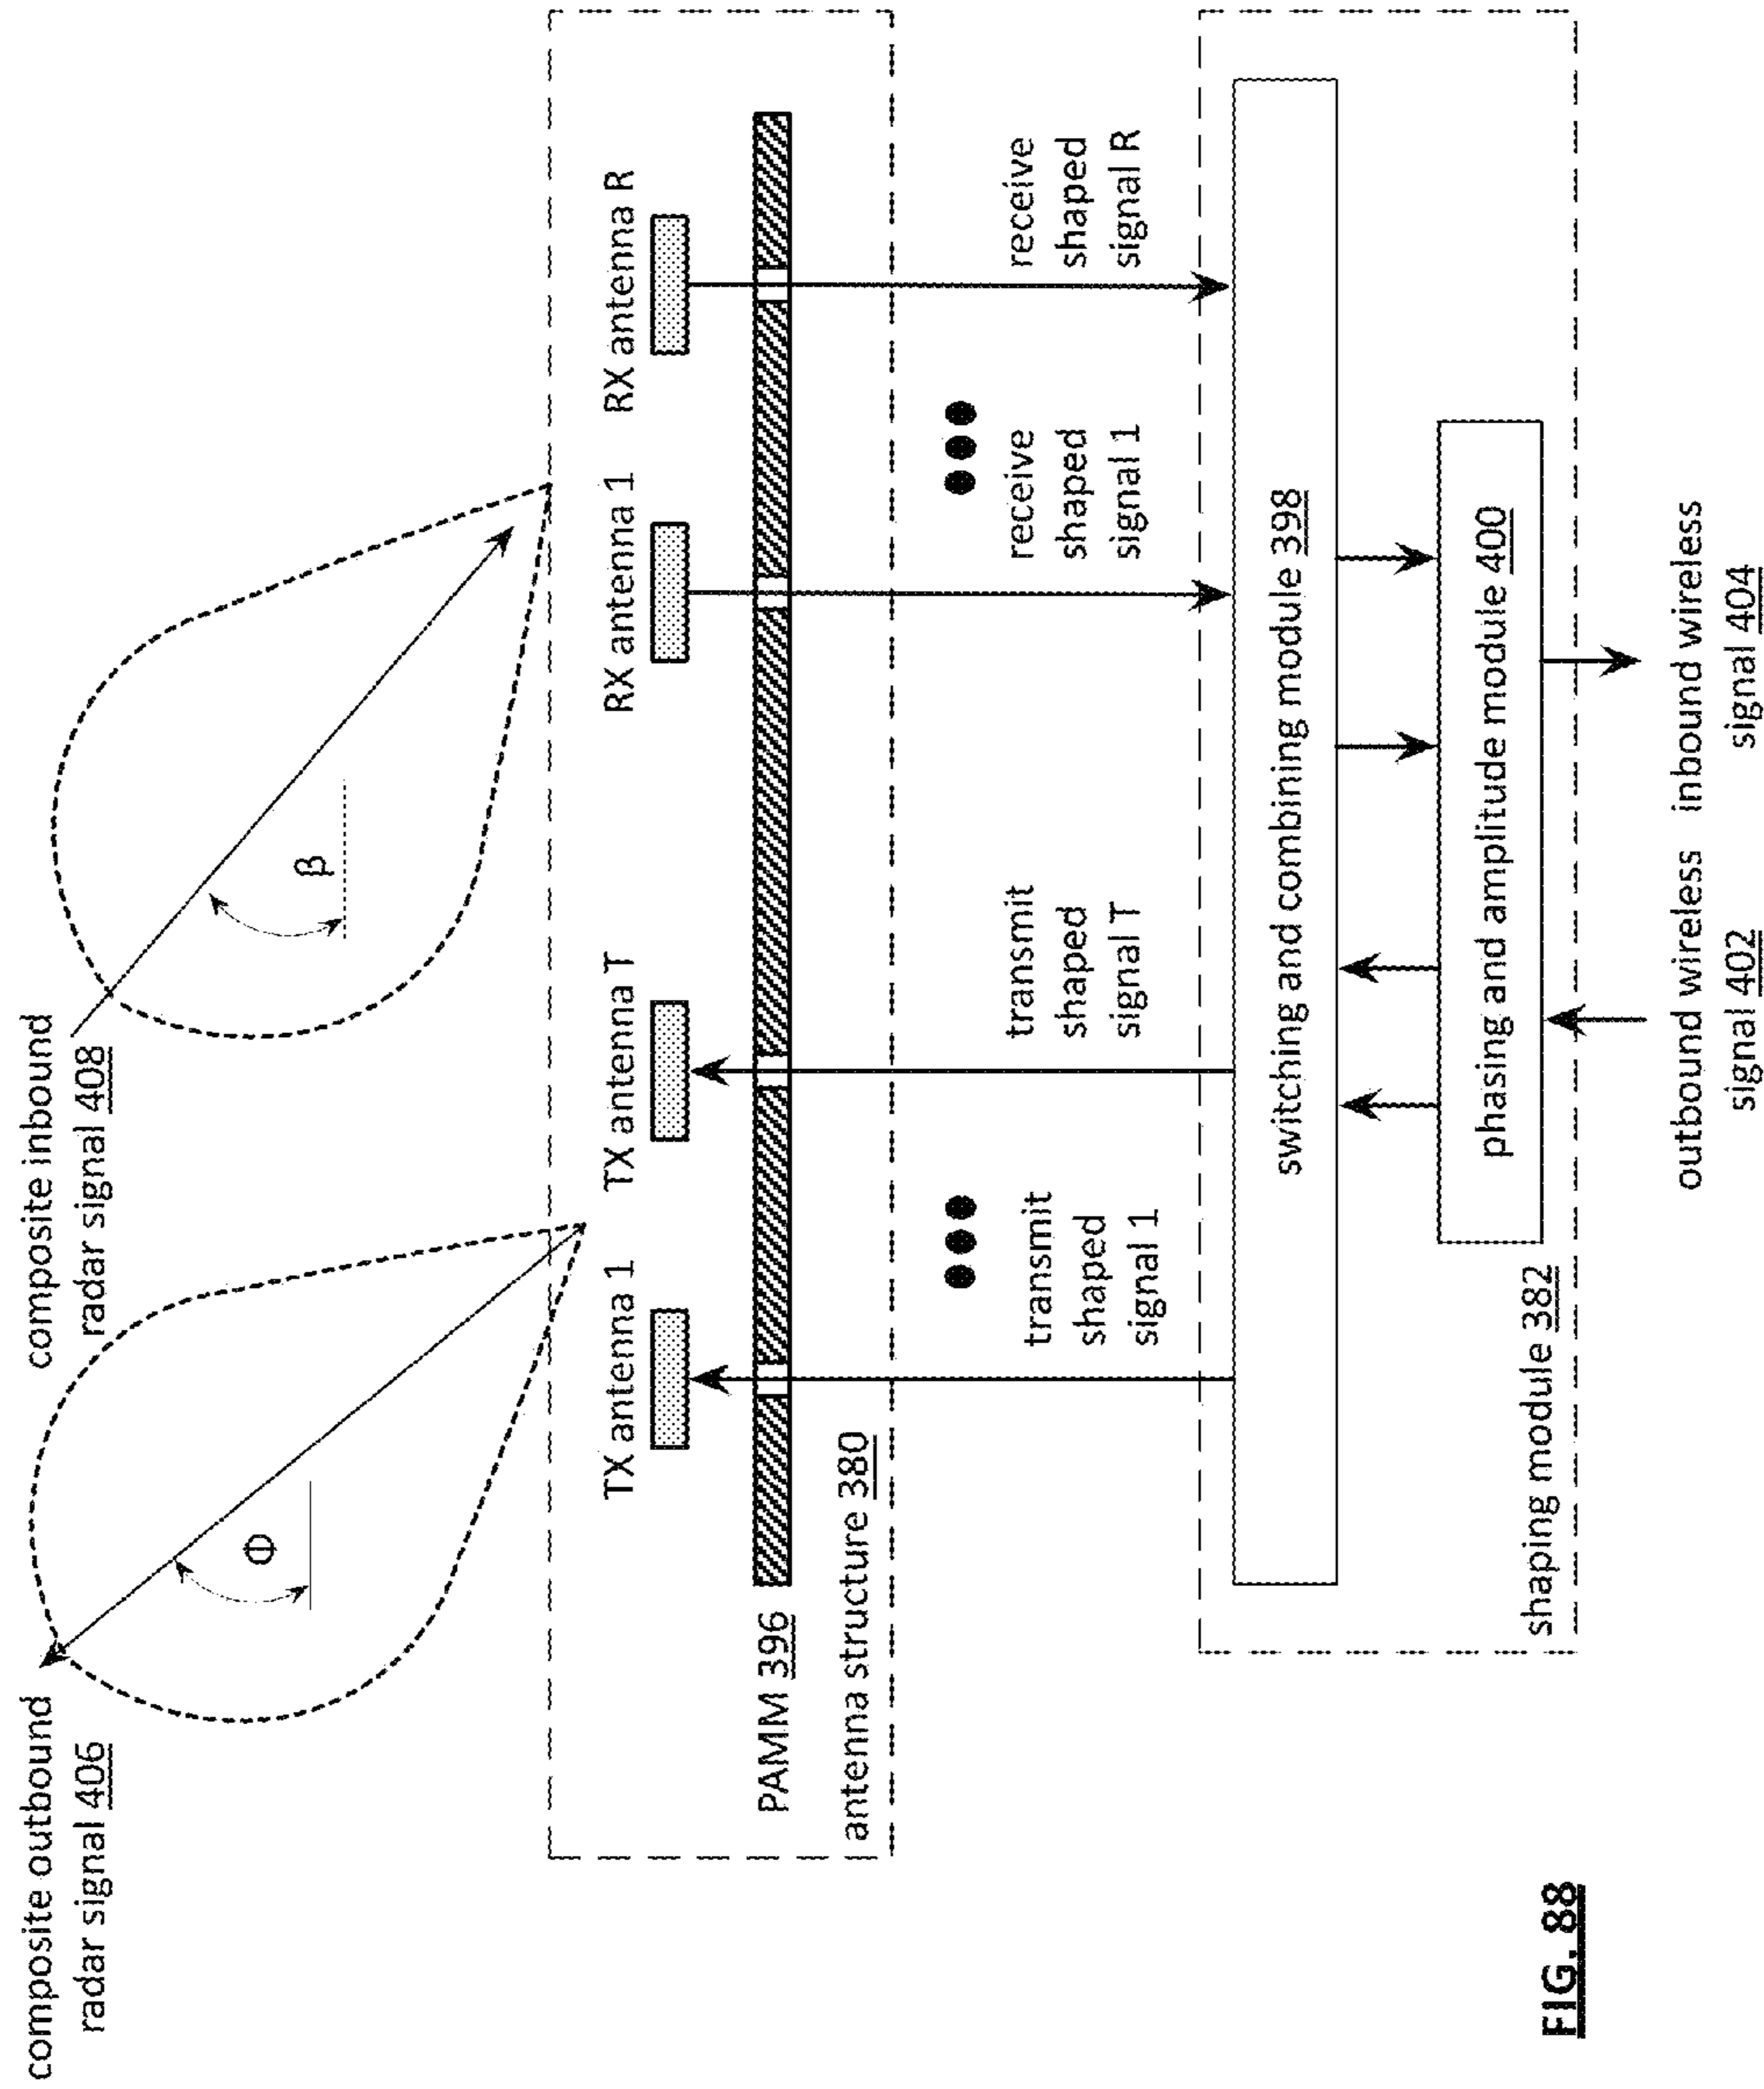 composite outbound
radar signal 406
composite inbound
radar signal 408
Φ
β
TX antenna 1
TX antenna T
RX antenna 1
RX antenna R
PAMM 396
antenna structure 380
transmit
shaped
signal 1
transmit
shaped
signal T
receive
shaped
signal 1
receive
shaped
signal R
switching and combining module 398
phasing and amplitude module 400
shaping module 382
outbound wireless
signal 402
inbound wireless
signal 404
FIG. 88